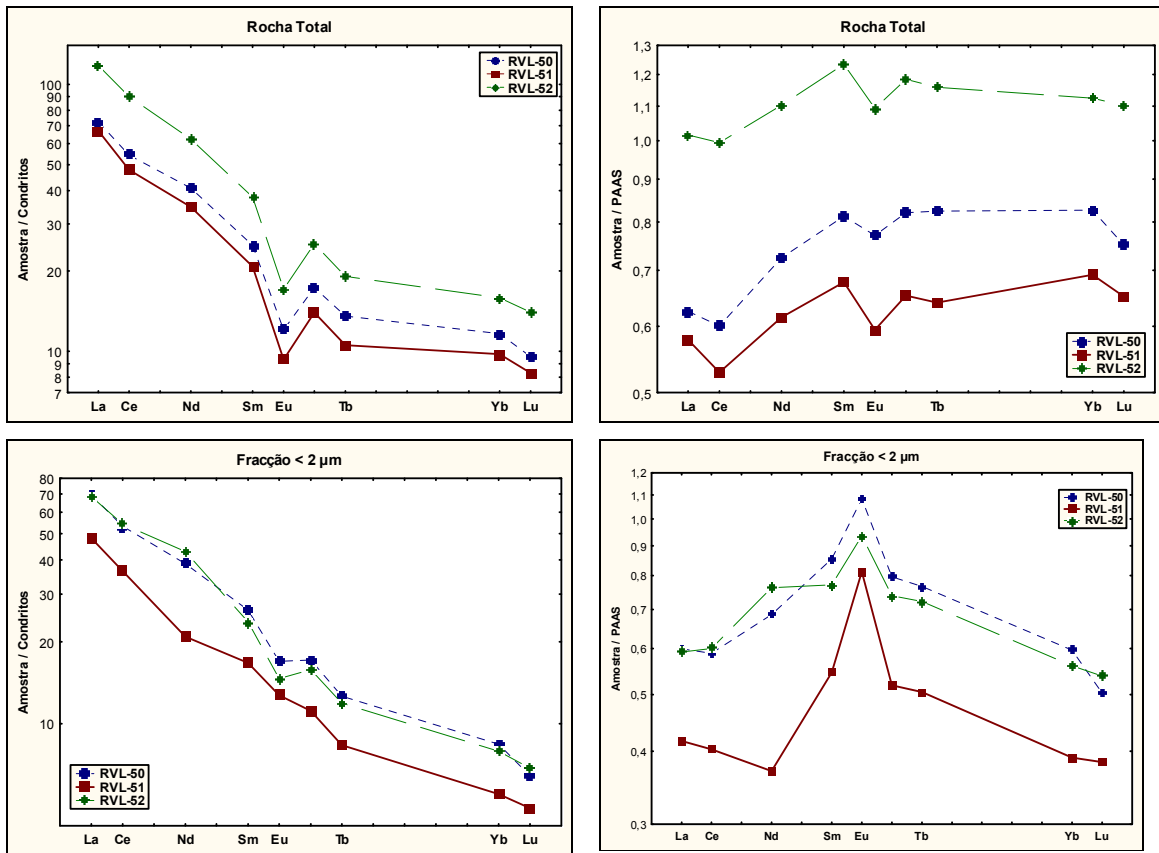 Rocha Total
Amostra / Condritos
100
90
80
70
60
50
40
30
20
10
9
8
7
La Ce Nd Sm Eu Tb Yb Lu
RVL-50
RVL-51
RVL-52
Rocha Total
Amostra / PAAS
1,3
1,2
1,1
1,0
0,9
0,8
0,7
0,6
0,5
La Ce Nd Sm Eu Tb Yb Lu
RVL-50
RVL-51
RVL-52
Fracção < 2 µm
Amostra / Condritos
80
70
60
50
40
30
20
10
La Ce Nd Sm Eu Tb Yb Lu
RVL-50
RVL-51
RVL-52
Fracção < 2 µm
Amostra / PAAS
1,2
1,1
1,0
0,9
0,8
0,7
0,6
0,5
0,4
0,3
La Ce Nd Sm Eu Tb Yb Lu
RVL-50
RVL-51
RVL-52